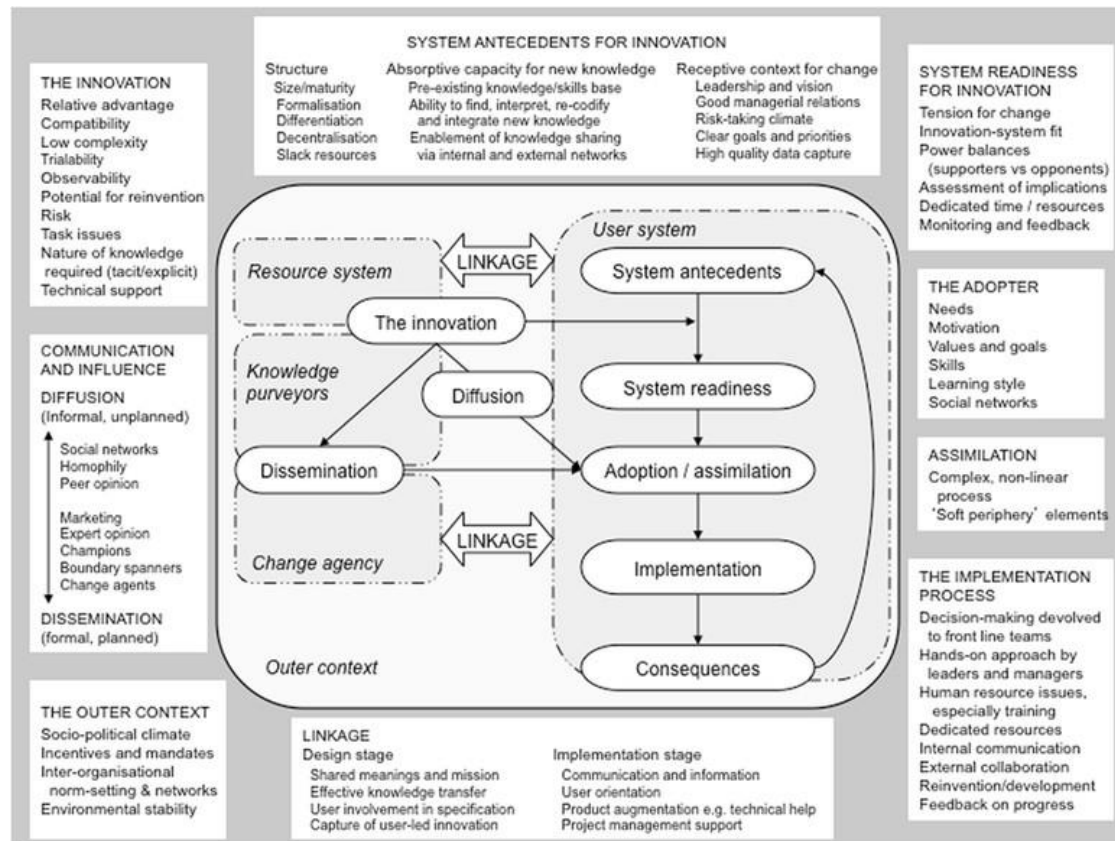 SYSTEM ANTECEDENTS FOR INNOVATION
Structure
Size/maturity
Formalisation
Differentiation
Decentralisation
Slack resources
Absorptive capacity for new knowledge
Pre-existing knowledge/skills base
Ability to find, interpret, re-codify
and integrate new knowledge
Enablement of knowledge sharing
via internal and external networks
Receptive context for change
Leadership and vision
Good managerial relations
Risk-taking climate
Clear goals and priorities
High quality data capture
THE INNOVATION
Relative advantage
Compatibility
Low complexity
Trialability
Observability
Potential for reinvention
Risk
Task issues
Nature of knowledge
required (tacit/explicit)
Technical support
COMMUNICATION
AND INFLUENCE
DIFFUSION
(Informal, unplanned)
Social networks
Homophily
Peer opinion
Marketing
Expert opinion
Champions
Boundary spanners
Change agents
DISSEMINATION
(formal, planned)
THE OUTER CONTEXT
Socio-political climate
Incentives and mandates
Inter-organisational
norm-setting & networks
Environmental stability
Resource system
LINKAGE
User system
System antecedents
The innovation
Knowledge
purveyors
Diffusion
System readiness
Dissemination
Adoption / assimilation
LINKAGE
Change agency
Implementation
Outer context
Consequences
LINKAGE
Design stage
Shared meanings and mission
Effective knowledge transfer
User involvement in specification
Capture of user-led innovation
Implementation stage
Communication and information
User orientation
Product augmentation e.g. technical help
Project management support
SYSTEM READINESS
FOR INNOVATION
Tension for change
Innovation-system fit
Power balances
(supporters vs opponents)
Assessment of implications
Dedicated time / resources
Monitoring and feedback
THE ADOPTER
Needs
Motivation
Values and goals
Skills
Learning style
Social networks
ASSIMILATION
Complex, non-linear
process
'Soft periphery' elements
THE IMPLEMENTATION
PROCESS
Decision-making devolved
to front line teams
Hands-on approach by
leaders and managers
Human resource issues,
especially training
Dedicated resources
Internal communication
External collaboration
Reinvention/development
Feedback on progress